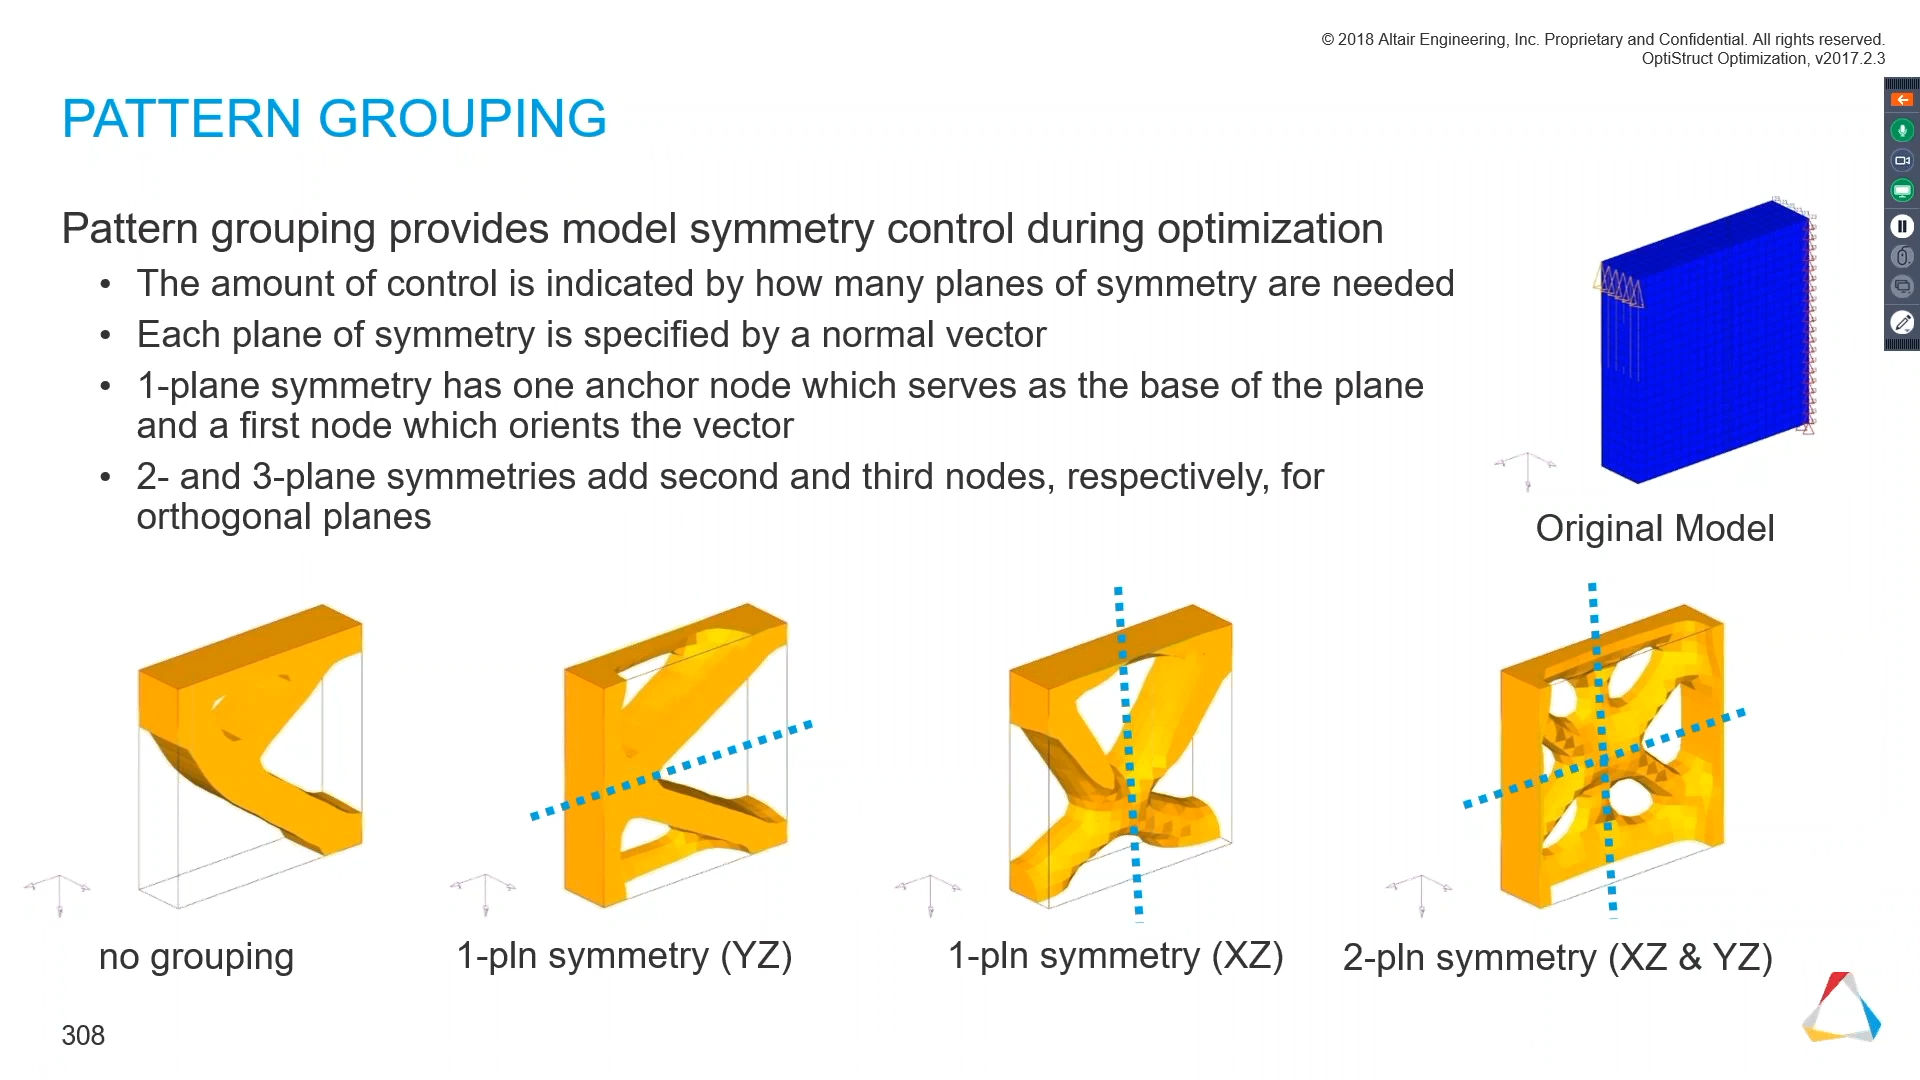 © 2018 Altair Engineering, Inc. Proprietary and Confidential. All rights reserved.
OptiStruct Optimization, v2017.2.3
PATTERN GROUPING
Pattern grouping provides model symmetry control during optimization
• The amount of control is indicated by how many planes of symmetry are needed
• Each plane of symmetry is specified by a normal vector
• 1-plane symmetry has one anchor node which serves as the base of the plane
and a first node which orients the vector
• 2- and 3-plane symmetries add second and third nodes, respectively, for
orthogonal planes
Original Model
no grouping
1-pln symmetry (YZ)
1-pln symmetry (XZ)
2-pln symmetry (XZ & YZ)
308